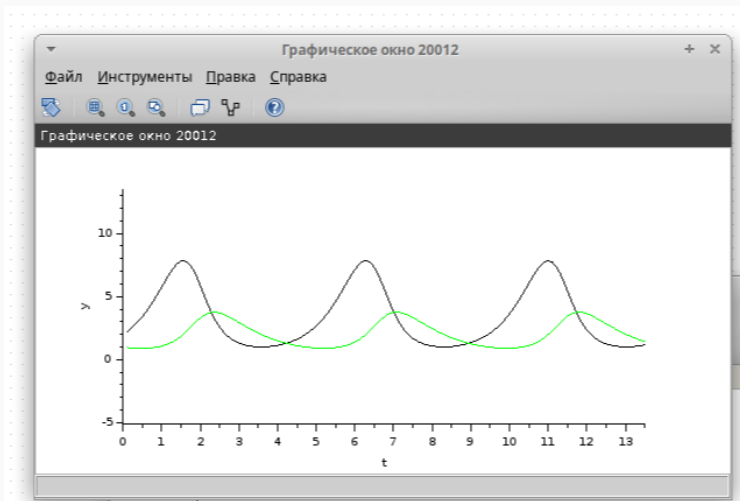 Графическое окно 20012
Файл Инструменты Правка Справка
Графическое окно 20012
10
5
0
-5
y
0 1 2 3 4 5 6 7 8 9 10 11 12 13
t